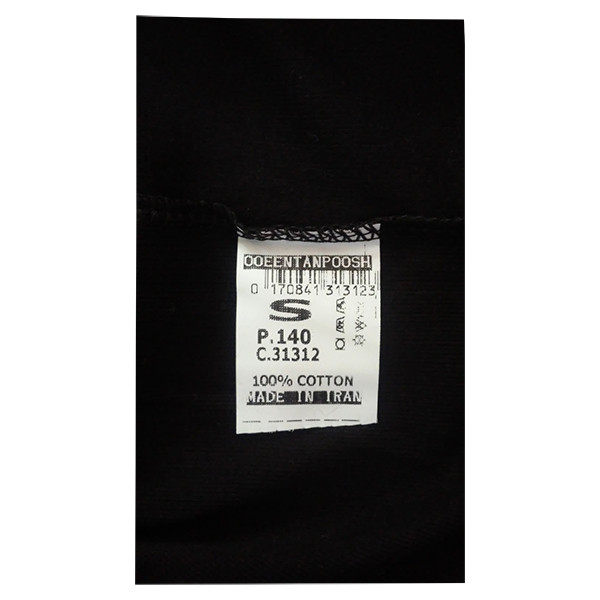 OOEENTANPOOSH
0 170841 313123
S
P.140
C.31312
100% COTTON
MADE IN IRAN